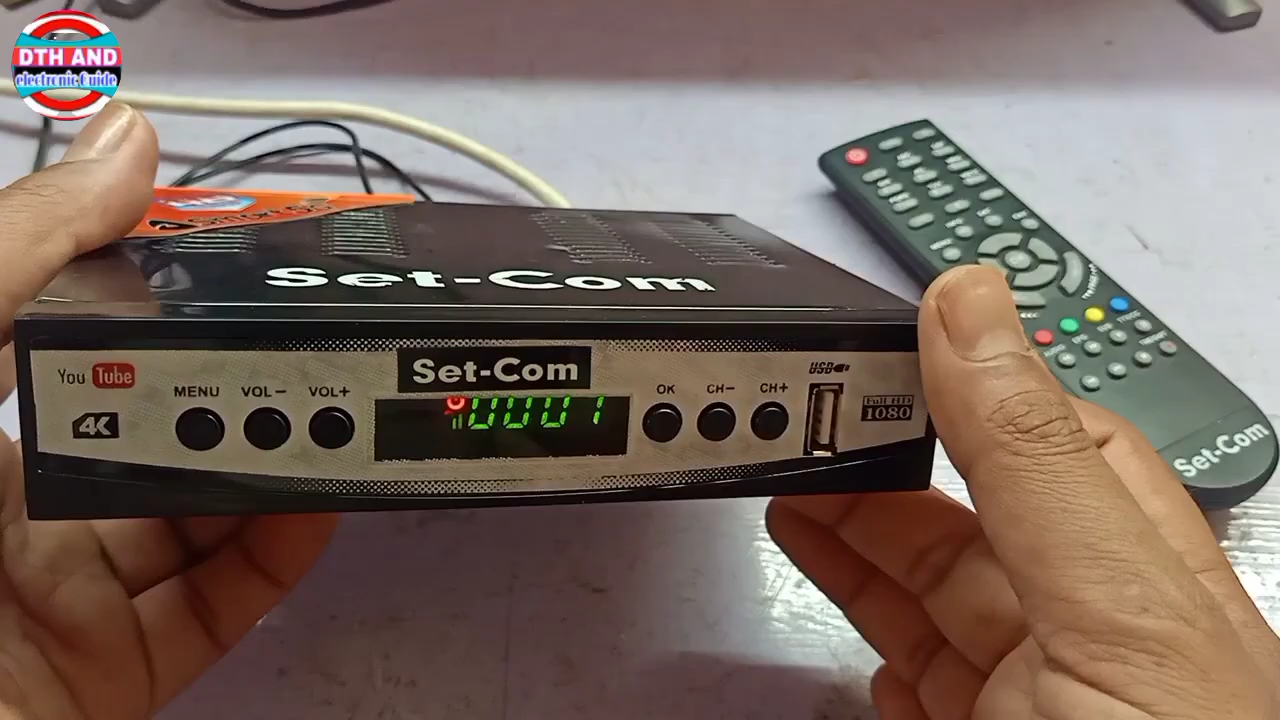 DTH AND
electronic Guide
Set-Com
You Tube
4K
MENU
VOL-
VOL+
Set-Com
0001
OK
CH-
CH+
USB
Full HD
1080
Set-Com